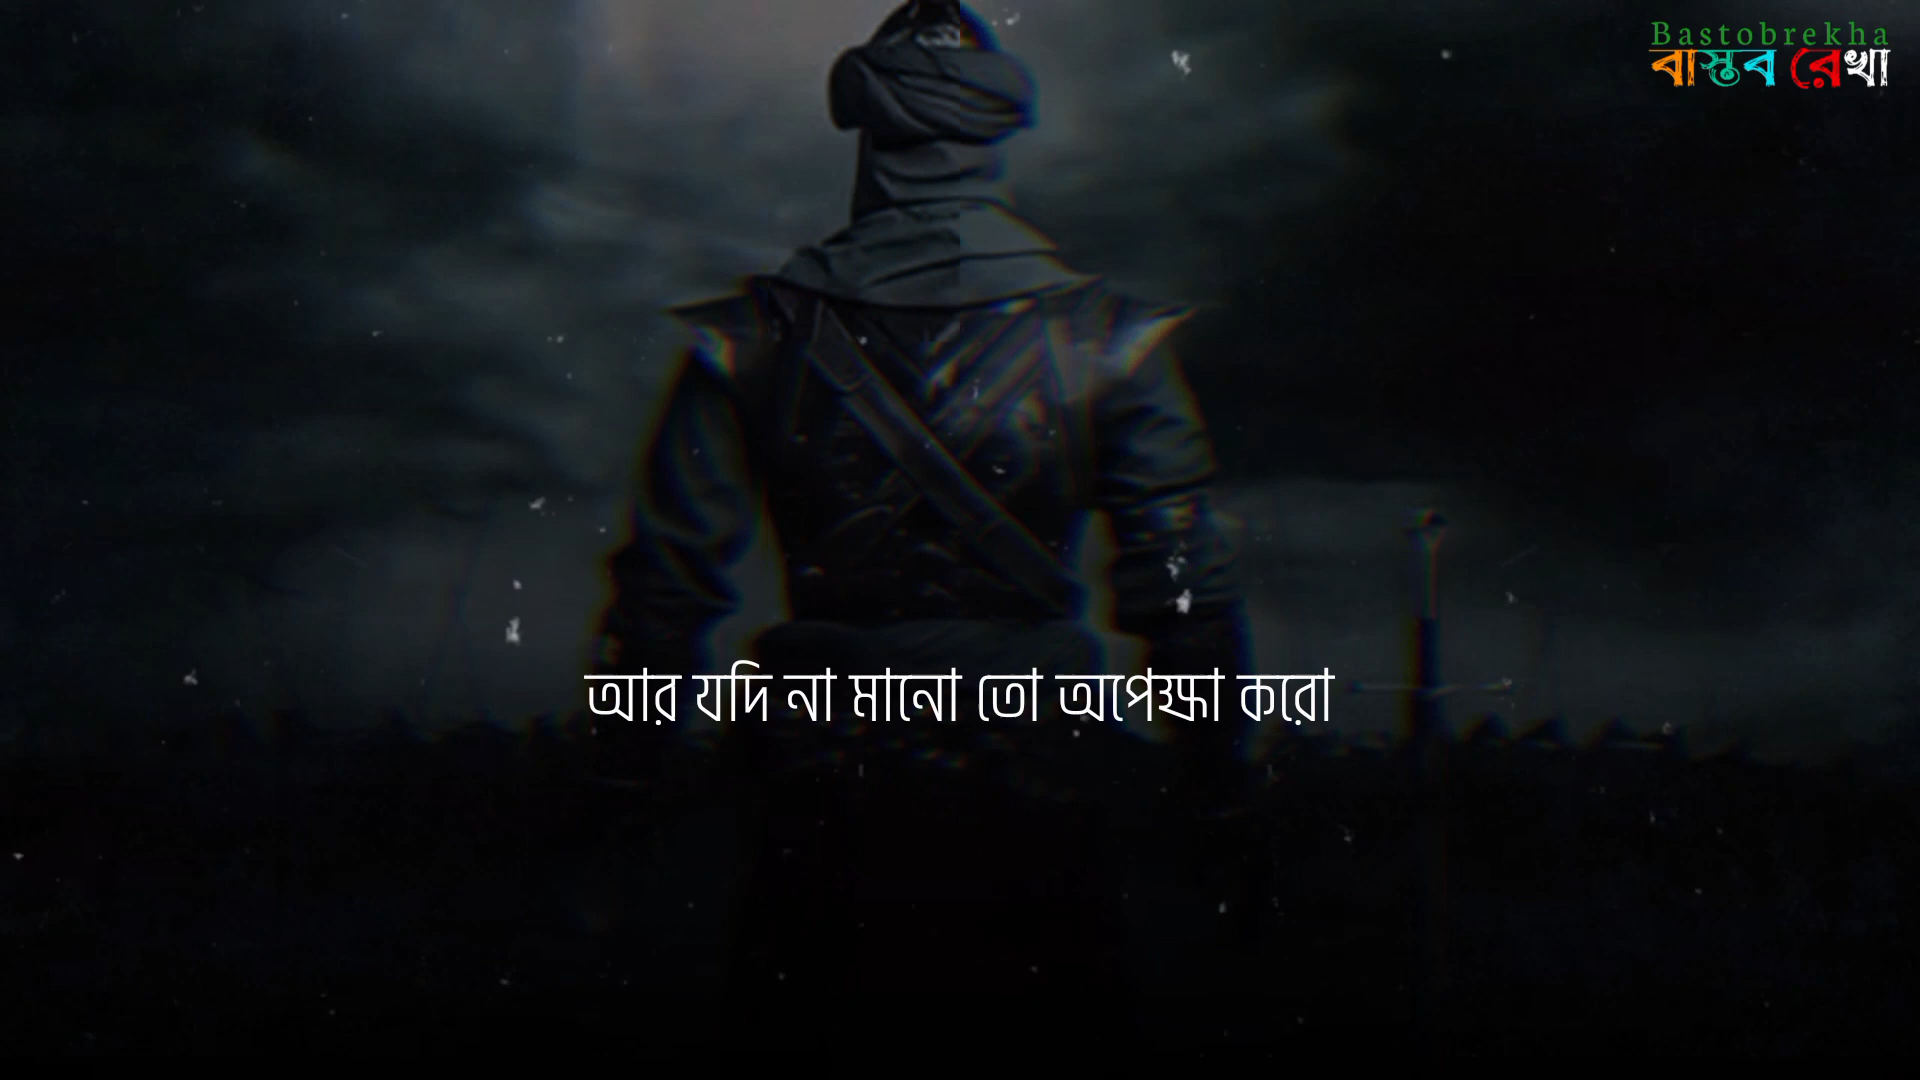 Bastobrekha
বাস্তব রেখা
আর যদি না মানো তো অপেক্ষা করো